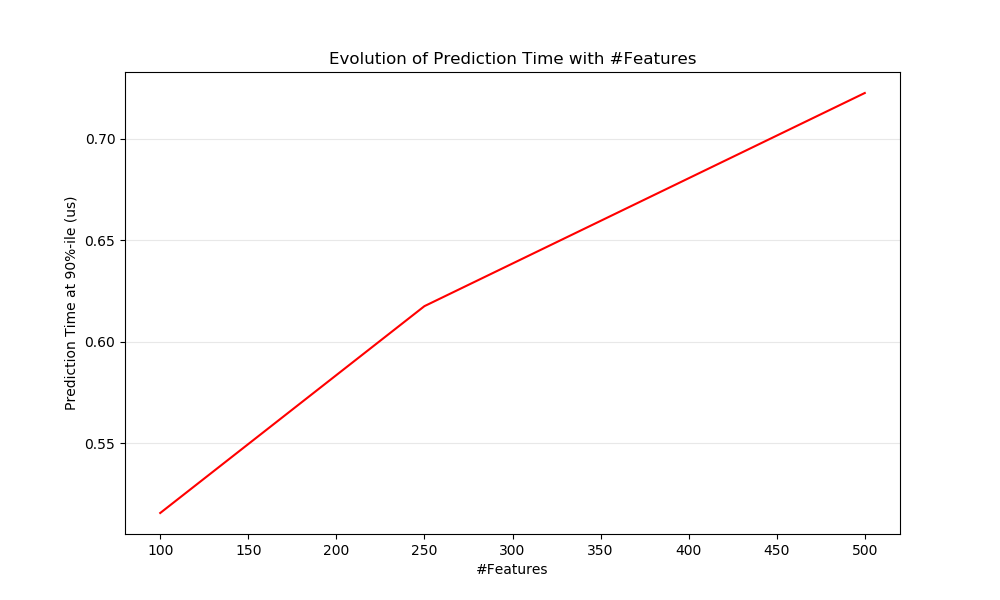 Evolution of Prediction Time with #Features
Prediction Time at 90%-ile (us)
0.70
0.65
0.60
0.55
100 150 200 250 300 350 400 450 500
#Features